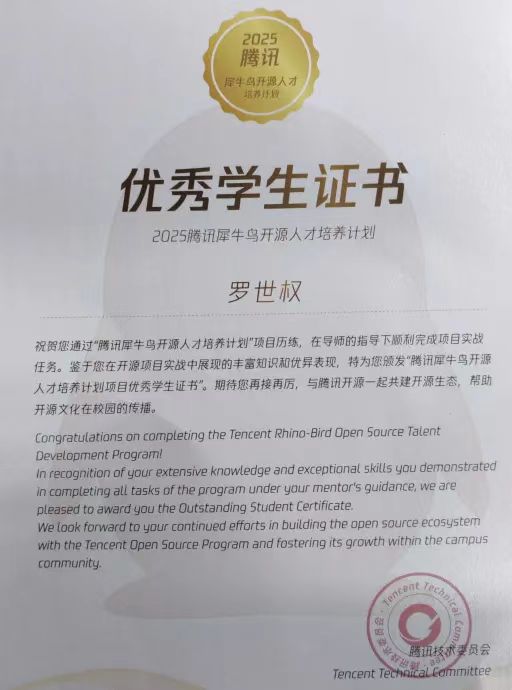 2025
腾讯
犀牛鸟开源人才
培养计划
优秀学生证书
2025腾讯犀牛鸟开源人才培养计划
罗世权
祝贺您通过“腾讯犀牛鸟开源人才培养计划”项目历练，在导师的指导下顺利完成项目实战
任务。鉴于您在开源项目实战中展现的丰富知识和优异表现，特为您颁发“腾讯犀牛鸟开源
人才培养计划项目优秀学生证书”。期待您再接再厉，与腾讯开源一起共建开源生态，帮助
开源文化在校园的传播。
Congratulations on completing the Tencent Rhino-Bird Open Source Talent
Development Program!
In recognition of your extensive knowledge and exceptional skills you demonstrated
in completing all tasks of the program under your mentor's guidance, we are
pleased to award you the Outstanding Student Certificate.
We look forward to your continued efforts in building the open source ecosystem
with the Tencent Open Source Program and fostering its growth within the campus
community.
Tencent Technical Committee · 腾讯技术委员会 ·
腾讯技术委员会
Tencent Technical Committee